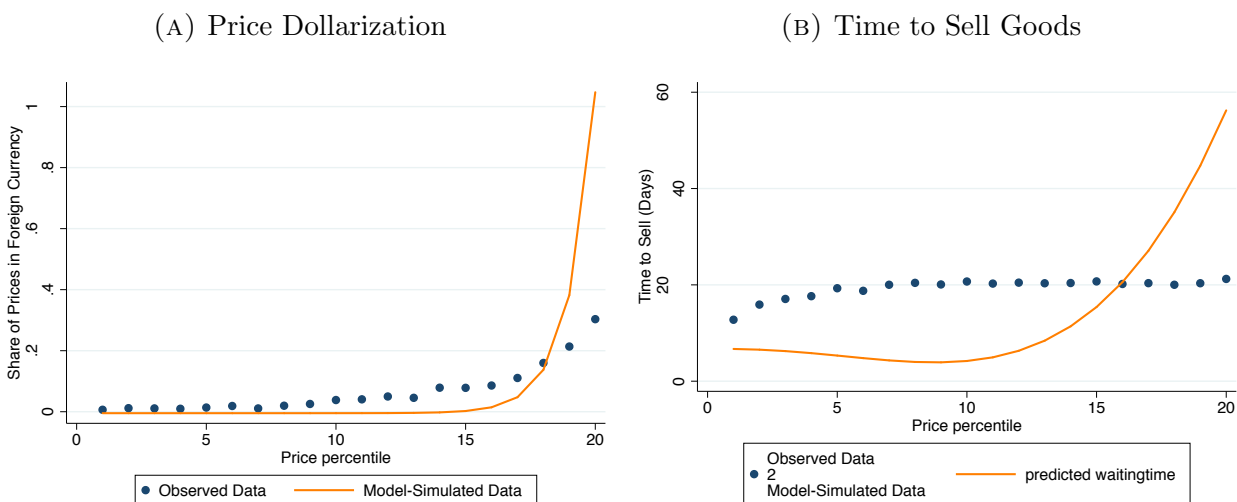 (A) Price Dollarization
Share of Prices in Foreign Currency
1
.8
.6
.4
.2
0
0 5 10 15 20
Price percentile
Observed Data Model-Simulated Data
(B) Time to Sell Goods
Time to Sell (Days)
60
40
20
0
0 5 10 15 20
Price percentile
Observed Data
2
Model-Simulated Data
predicted waitingtime